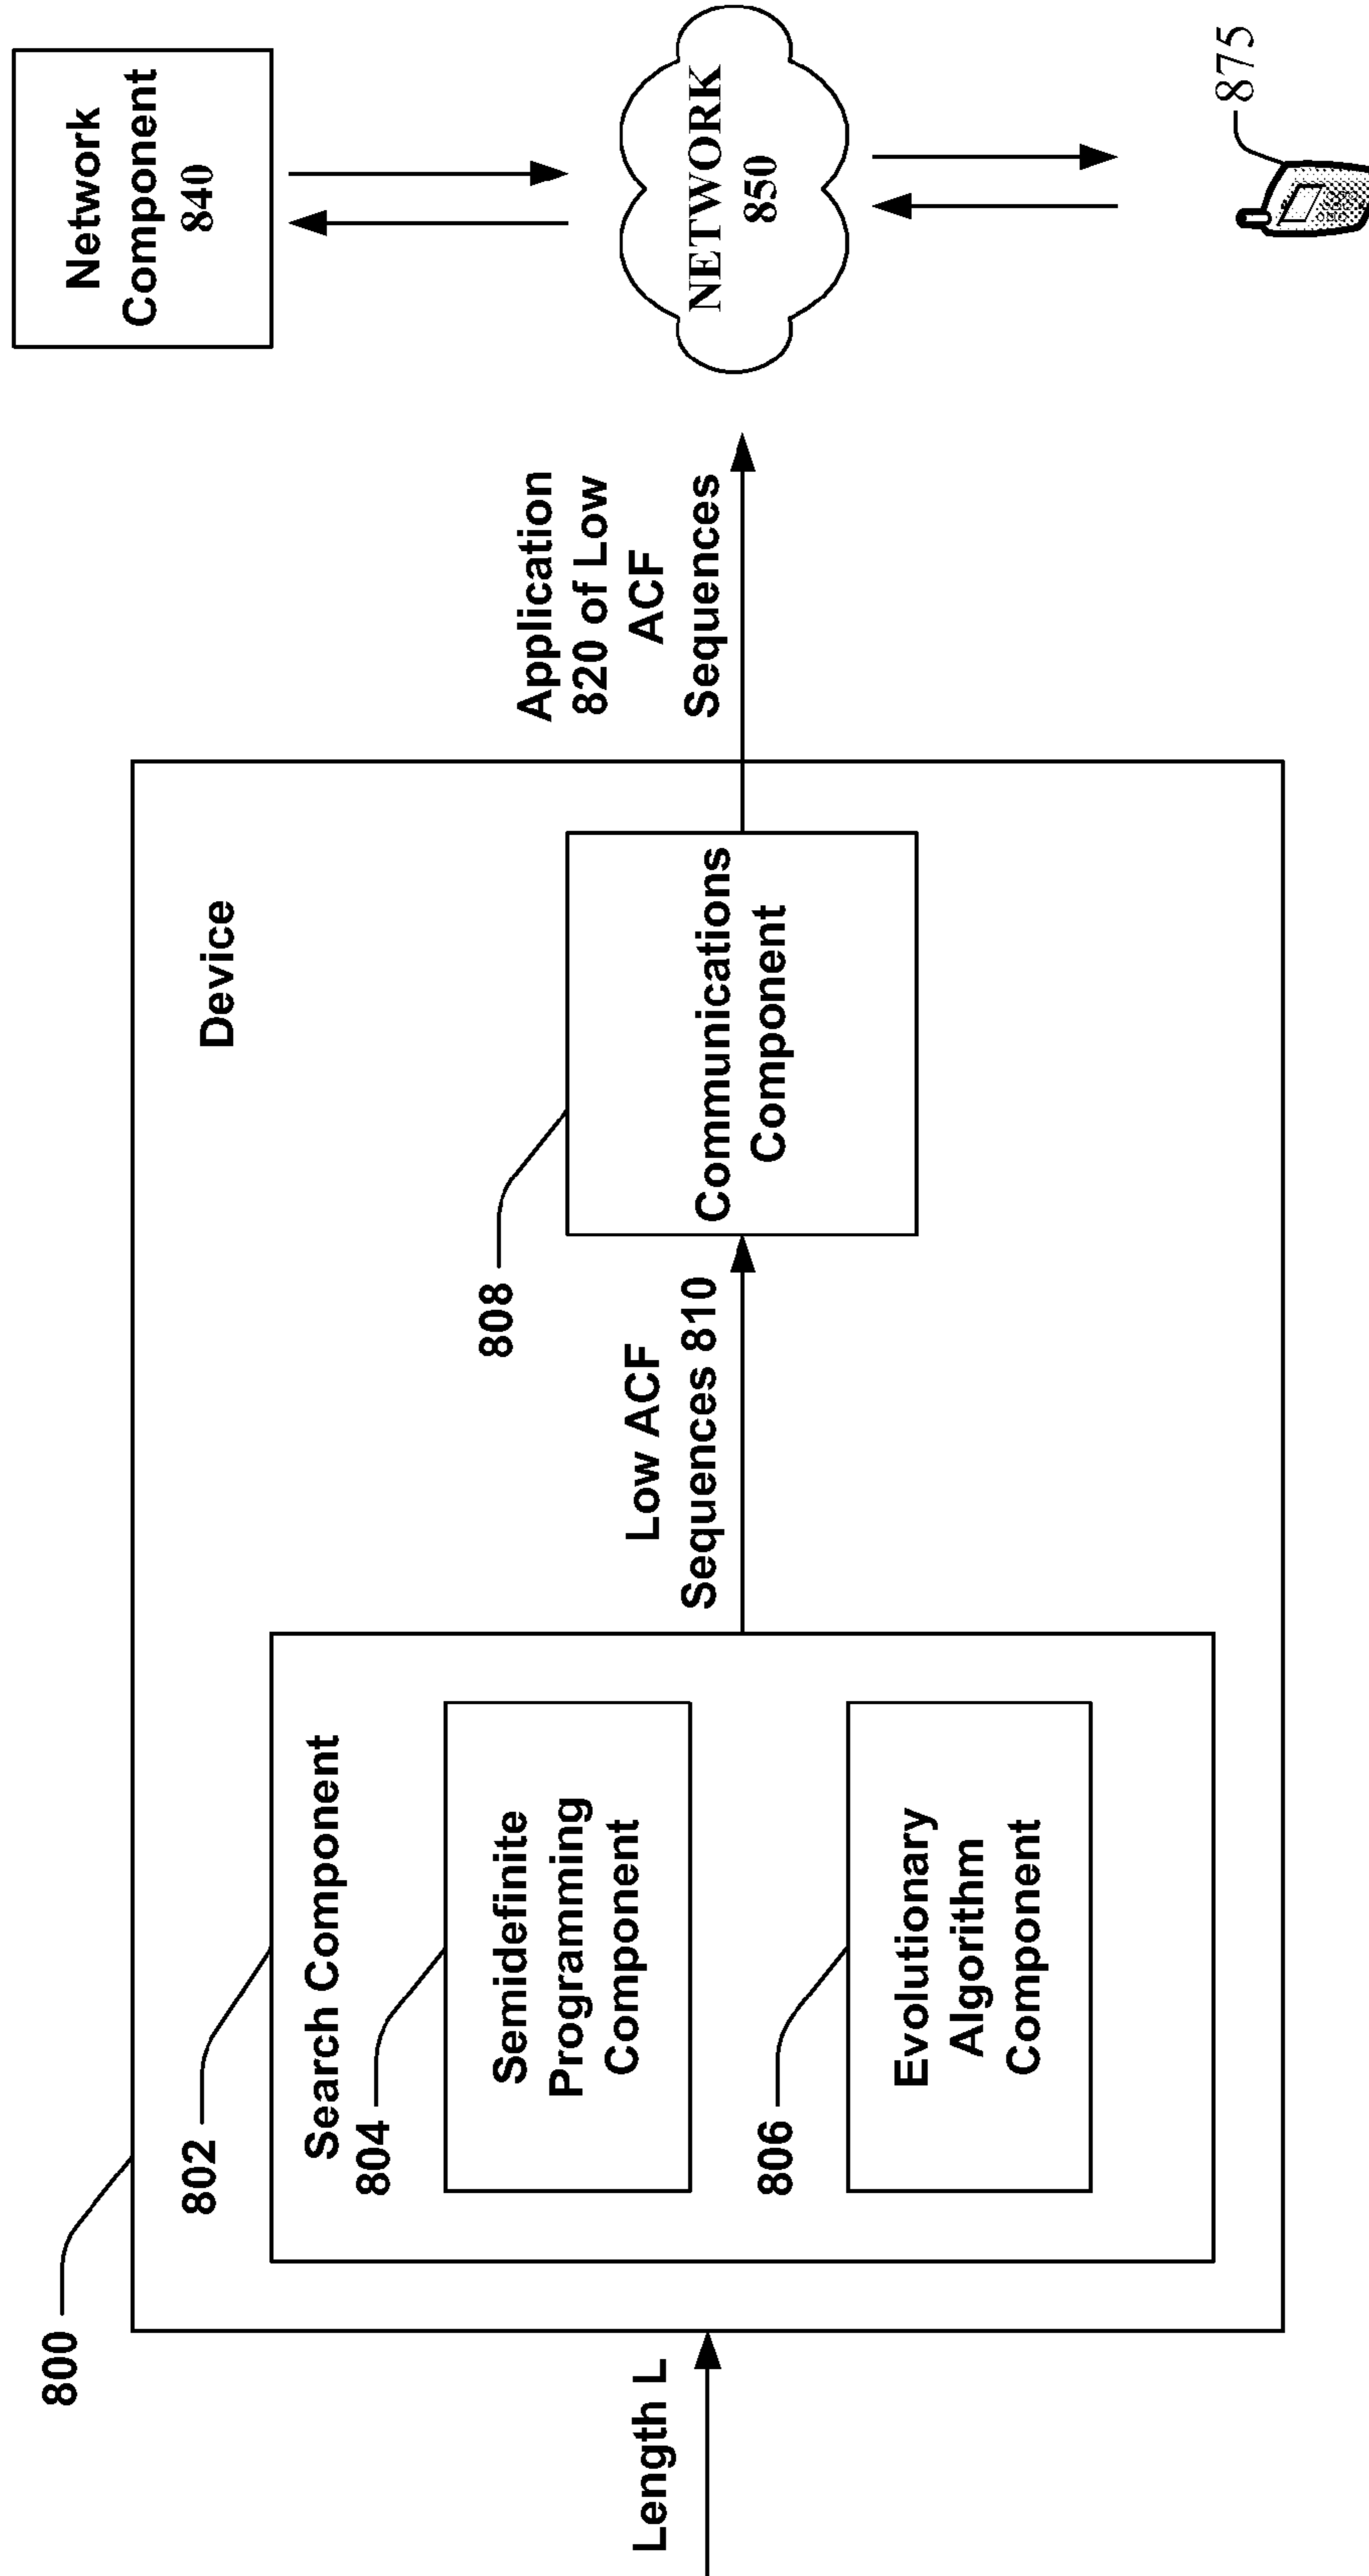 Length L
800
Device
802
Search Component
804
Semidefinite
Programming
Component
806
Evolutionary
Algorithm
Component
Low ACF
Sequences 810
808
Communications
Component
Application
820 of Low
ACF
Sequences
Network
Component
840
NETWORK
850
875